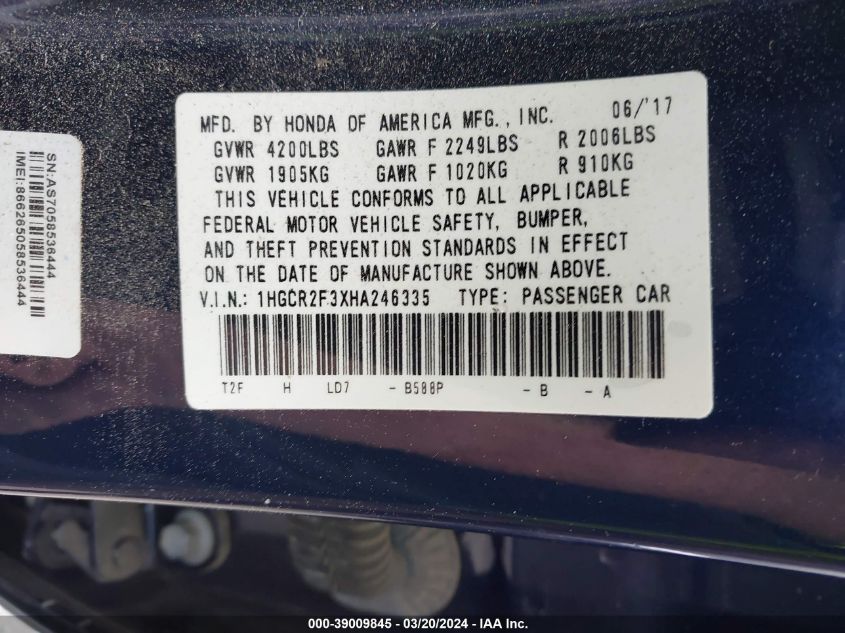 SN:AS7058536444
IMEI:866265058536444
MFD. BY HONDA OF AMERICA MFG., INC. 06/'17
GVWR 4200LBS GAWR F 2249LBS R 2006LBS
GVWR 1905KG GAWR F 1020KG R 910KG
THIS VEHICLE CONFORMS TO ALL APPLICABLE
FEDERAL MOTOR VEHICLE SAFETY, BUMPER,
AND THEFT PREVENTION STANDARDS IN EFFECT
ON THE DATE OF MANUFACTURE SHOWN ABOVE.
V.I.N.: 1HGCR2F3XHA246335 TYPE: PASSENGER CAR
T2F H LD7 - B588P - B - A
000-39009845 - 03/20/2024 - IAA Inc.